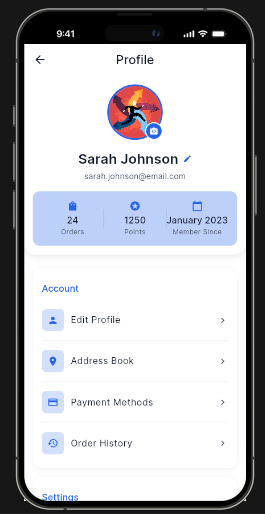 9:41
Profile
Sarah Johnson
sarah.johnson@email.com
24 1250 January 2023
Orders Points Member Since
Account
Edit Profile
Address Book
Payment Methods
Order History
Settings